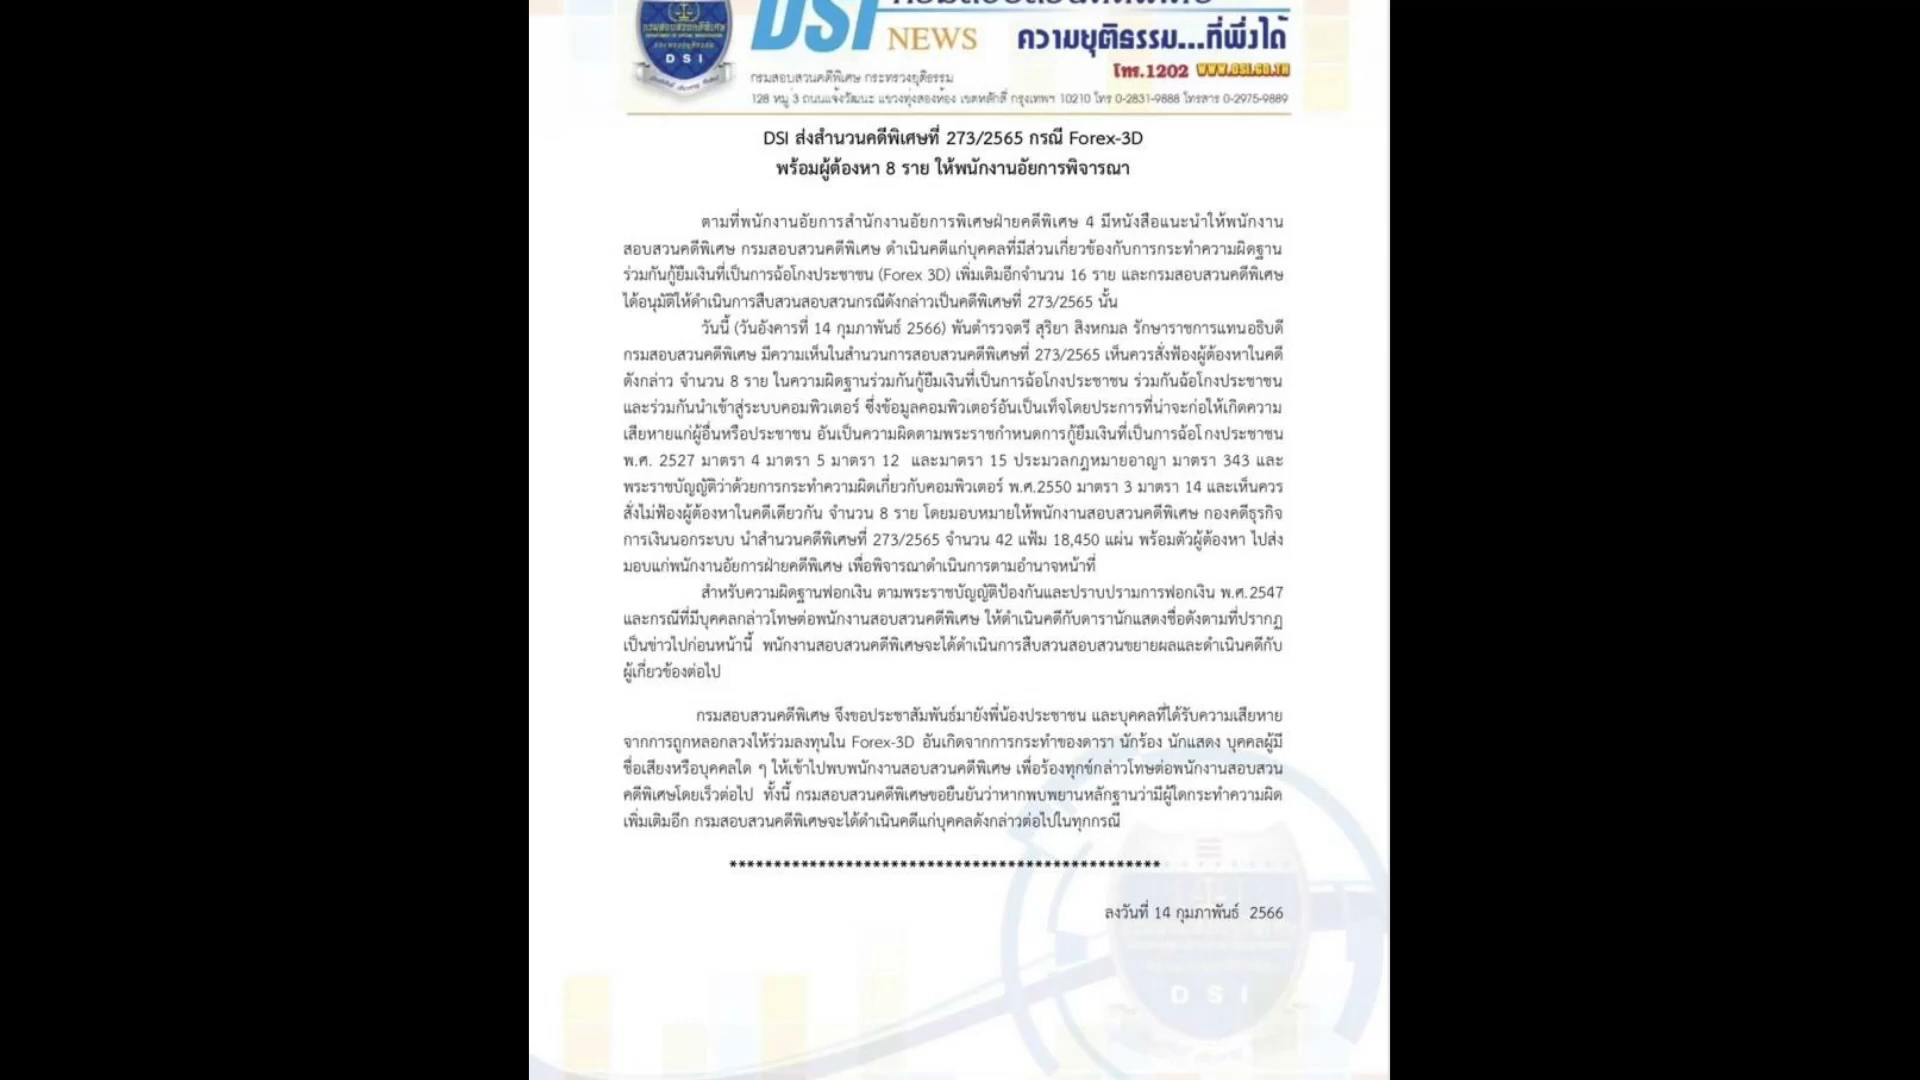 กรมสอบสวนคดีพิเศษ
DSI
DSI
NEWS
ความยุติธรรม...ที่พึ่งได้
โทร.1202 WWW.DSI.GO.TH
กรมสอบสวนคดีพิเศษ กระทรวงยุติธรรม
128 หมู่ 3 ถนนแจ้งวัฒนะ แขวงทุ่งสองห้อง เขตหลักสี่ กรุงเทพฯ 10210 โทร 0-2831-9888 โทรสาร 0-2975-9889
DSI ส่งสำนวนคดีพิเศษที่ 273/2565 กรณี Forex-3D
พร้อมผู้ต้องหา 8 ราย ให้พนักงานอัยการพิจารณา
ตามที่พนักงานอัยการสำนักงานอัยการพิเศษฝ่ายคดีพิเศษ 4 มีหนังสือแนะนำให้พนักงาน
สอบสวนคดีพิเศษ กรมสอบสวนคดีพิเศษ ดำเนินคดีแก่บุคคลที่มีส่วนเกี่ยวข้องกับการกระทำความผิดฐาน
ร่วมกันกู้ยืมเงินที่เป็นการฉ้อโกงประชาชน (Forex 3D) เพิ่มเติมอีกจำนวน 16 ราย และกรมสอบสวนคดีพิเศษ
ได้อนุมัติให้ดำเนินการสืบสวนสอบสวนกรณีดังกล่าวเป็นคดีพิเศษที่ 273/2565 นั้น
วันนี้ (วันอังคารที่ 14 กุมภาพันธ์ 2566) พันตำรวจตรี สุริยา สิงหกมล รักษาราชการแทนอธิบดี
กรมสอบสวนคดีพิเศษ มีความเห็นในสำนวนการสอบสวนคดีพิเศษที่ 273/2565 เห็นควรสั่งฟ้องผู้ต้องหาในคดี
ดังกล่าว จำนวน 8 ราย ในความผิดฐานร่วมกันกู้ยืมเงินที่เป็นการฉ้อโกงประชาชน ร่วมกันฉ้อโกงประชาชน
และร่วมกันนำเข้าสู่ระบบคอมพิวเตอร์ ซึ่งข้อมูลคอมพิวเตอร์อันเป็นเท็จโดยประการที่น่าจะก่อให้เกิดความ
เสียหายแก่ผู้อื่นหรือประชาชน อันเป็นความผิดตามพระราชกำหนดการกู้ยืมเงินที่เป็นการฉ้อโกงประชาชน
พ.ศ. 2527 มาตรา 4 มาตรา 5 มาตรา 12 และมาตรา 15 ประมวลกฎหมายอาญา มาตรา 343 และ
พระราชบัญญัติว่าด้วยการกระทำความผิดเกี่ยวกับคอมพิวเตอร์ พ.ศ.2550 มาตรา 3 มาตรา 14 และเห็นควร
สั่งไม่ฟ้องผู้ต้องหาในคดีเดียวกัน จำนวน 8 ราย โดยมอบหมายให้พนักงานสอบสวนคดีพิเศษ กองคดีธุรกิจ
การเงินนอกระบบ นำสำนวนคดีพิเศษที่ 273/2565 จำนวน 42 แฟ้ม 18,450 แผ่น พร้อมตัวผู้ต้องหา ไปส่ง
มอบแก่พนักงานอัยการฝ่ายคดีพิเศษ เพื่อพิจารณาดำเนินการตามอำนาจหน้าที่
สำหรับความผิดฐานฟอกเงิน ตามพระราชบัญญัติป้องกันและปราบปรามการฟอกเงิน พ.ศ.2547
และกรณีที่มีบุคคลกล่าวโทษต่อพนักงานสอบสวนคดีพิเศษ ให้ดำเนินคดีกับดารานักแสดงชื่อดังตามที่ปรากฏ
เป็นข่าวไปก่อนหน้านี้ พนักงานสอบสวนคดีพิเศษจะได้ดำเนินการสืบสวนสอบสวนขยายผลและดำเนินคดีกับ
ผู้เกี่ยวข้องต่อไป
กรมสอบสวนคดีพิเศษ จึงขอประชาสัมพันธ์มายังพี่น้องประชาชน และบุคคลที่ได้รับความเสียหาย
จากการถูกหลอกลวงให้ร่วมลงทุนใน Forex-3D อันเกิดจากการกระทำของดารา นักร้อง นักแสดง บุคคลผู้มี
ชื่อเสียงหรือบุคคลใด ๆ ให้เข้าไปพบพนักงานสอบสวนคดีพิเศษ เพื่อร้องทุกข์กล่าวโทษต่อพนักงานสอบสวน
คดีพิเศษโดยเร็วต่อไป ทั้งนี้ กรมสอบสวนคดีพิเศษขอยืนยันว่าหากพบพยานหลักฐานว่ามีผู้ใดกระทำความผิด
เพิ่มเติมอีก กรมสอบสวนคดีพิเศษจะได้ดำเนินคดีแก่บุคคลดังกล่าวต่อไปในทุกกรณี
************************************************
ลงวันที่ 14 กุมภาพันธ์ 2566
DSI